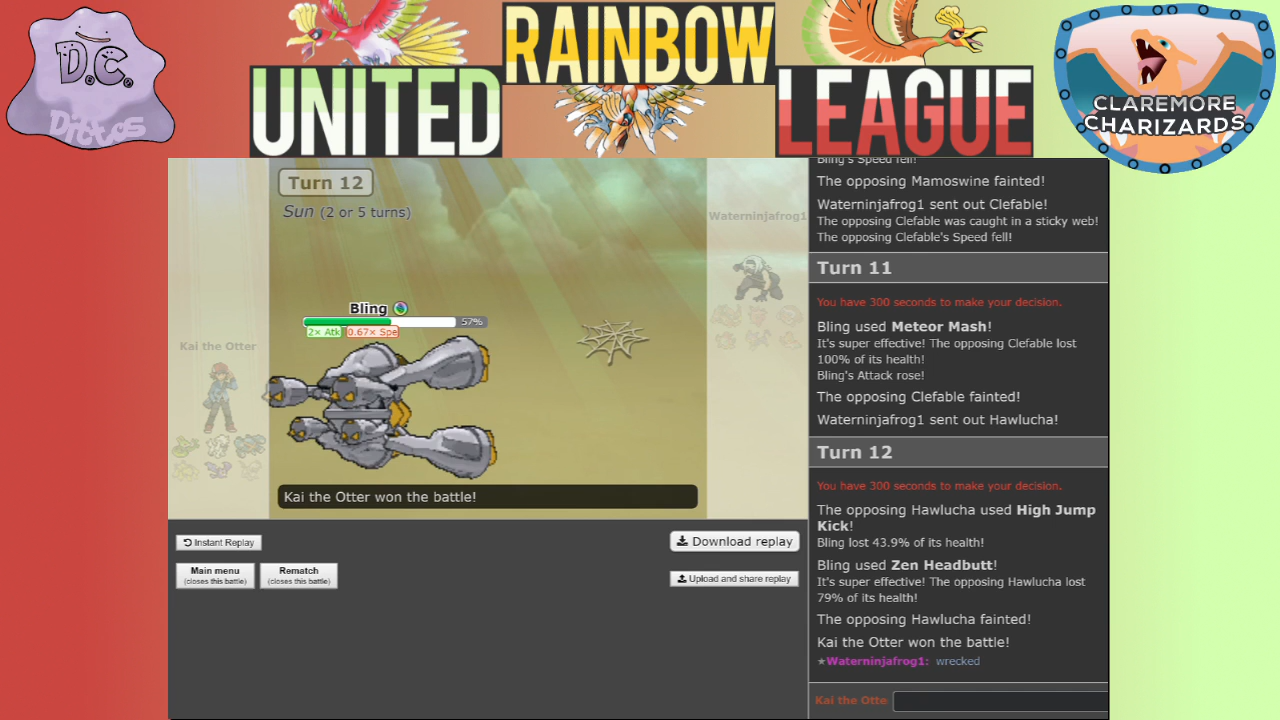 D.C.
Dittos
UNITED
RAINBOW
LEAGUE
CLAREMORE
CHARIZARDS
Turn 12
Sun (2 or 5 turns)
Kai the Otter
Bling
57%
2× Atk
0.67× Spe
Waterninjafrog1
Kai the Otter won the battle!
Instant Replay
Download replay
Main menu
(closes this battle)
Rematch
(closes this battle)
Upload and share replay
Bling's Speed fell!
The opposing Mamoswine fainted!
Waterninjafrog1 sent out Clefable!
The opposing Clefable was caught in a sticky web!
The opposing Clefable's Speed fell!
Turn 11
You have 300 seconds to make your decision.
Bling used Meteor Mash!
It's super effective! The opposing Clefable lost
100% of its health!
Bling's Attack rose!
The opposing Clefable fainted!
Waterninjafrog1 sent out Hawlucha!
Turn 12
You have 300 seconds to make your decision.
The opposing Hawlucha used High Jump
Kick!
Bling lost 43.9% of its health!
Bling used Zen Headbutt!
It's super effective! The opposing Hawlucha lost
79% of its health!
The opposing Hawlucha fainted!
Kai the Otter won the battle!
★Waterninjafrog1: wrecked
Kai the Otte